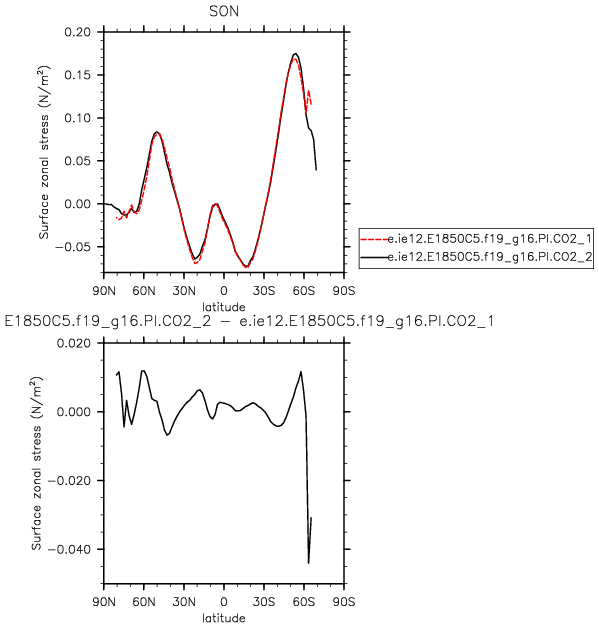 SON
0.20
0.15
0.10
0.05
0.00
−0.05
Surface zonal stress (N/m²)
90N 60N 30N 0 30S 60S 90S
latitude
e.ie12.E1850C5.f19_g16.PI.CO2_1
e.ie12.E1850C5.f19_g16.PI.CO2_2
E1850C5.f19_g16.PI.CO2_2 − e.ie12.E1850C5.f19_g16.PI.CO2_1
0.020
0.000
−0.020
−0.040
Surface zonal stress (N/m²)
90N 60N 30N 0 30S 60S 90S
latitude